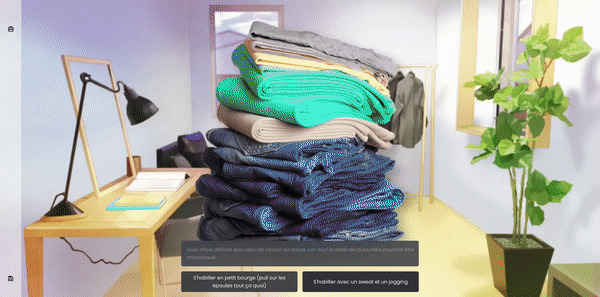 Quel choix difficile que celui de choisir sa tenue, car tout le reste de la journée pourrait être
chamboulé.
S'habiller en petit bourge (pull sur les
épaules tout ça quoi)
S'habiller avec un sweat et un jogging